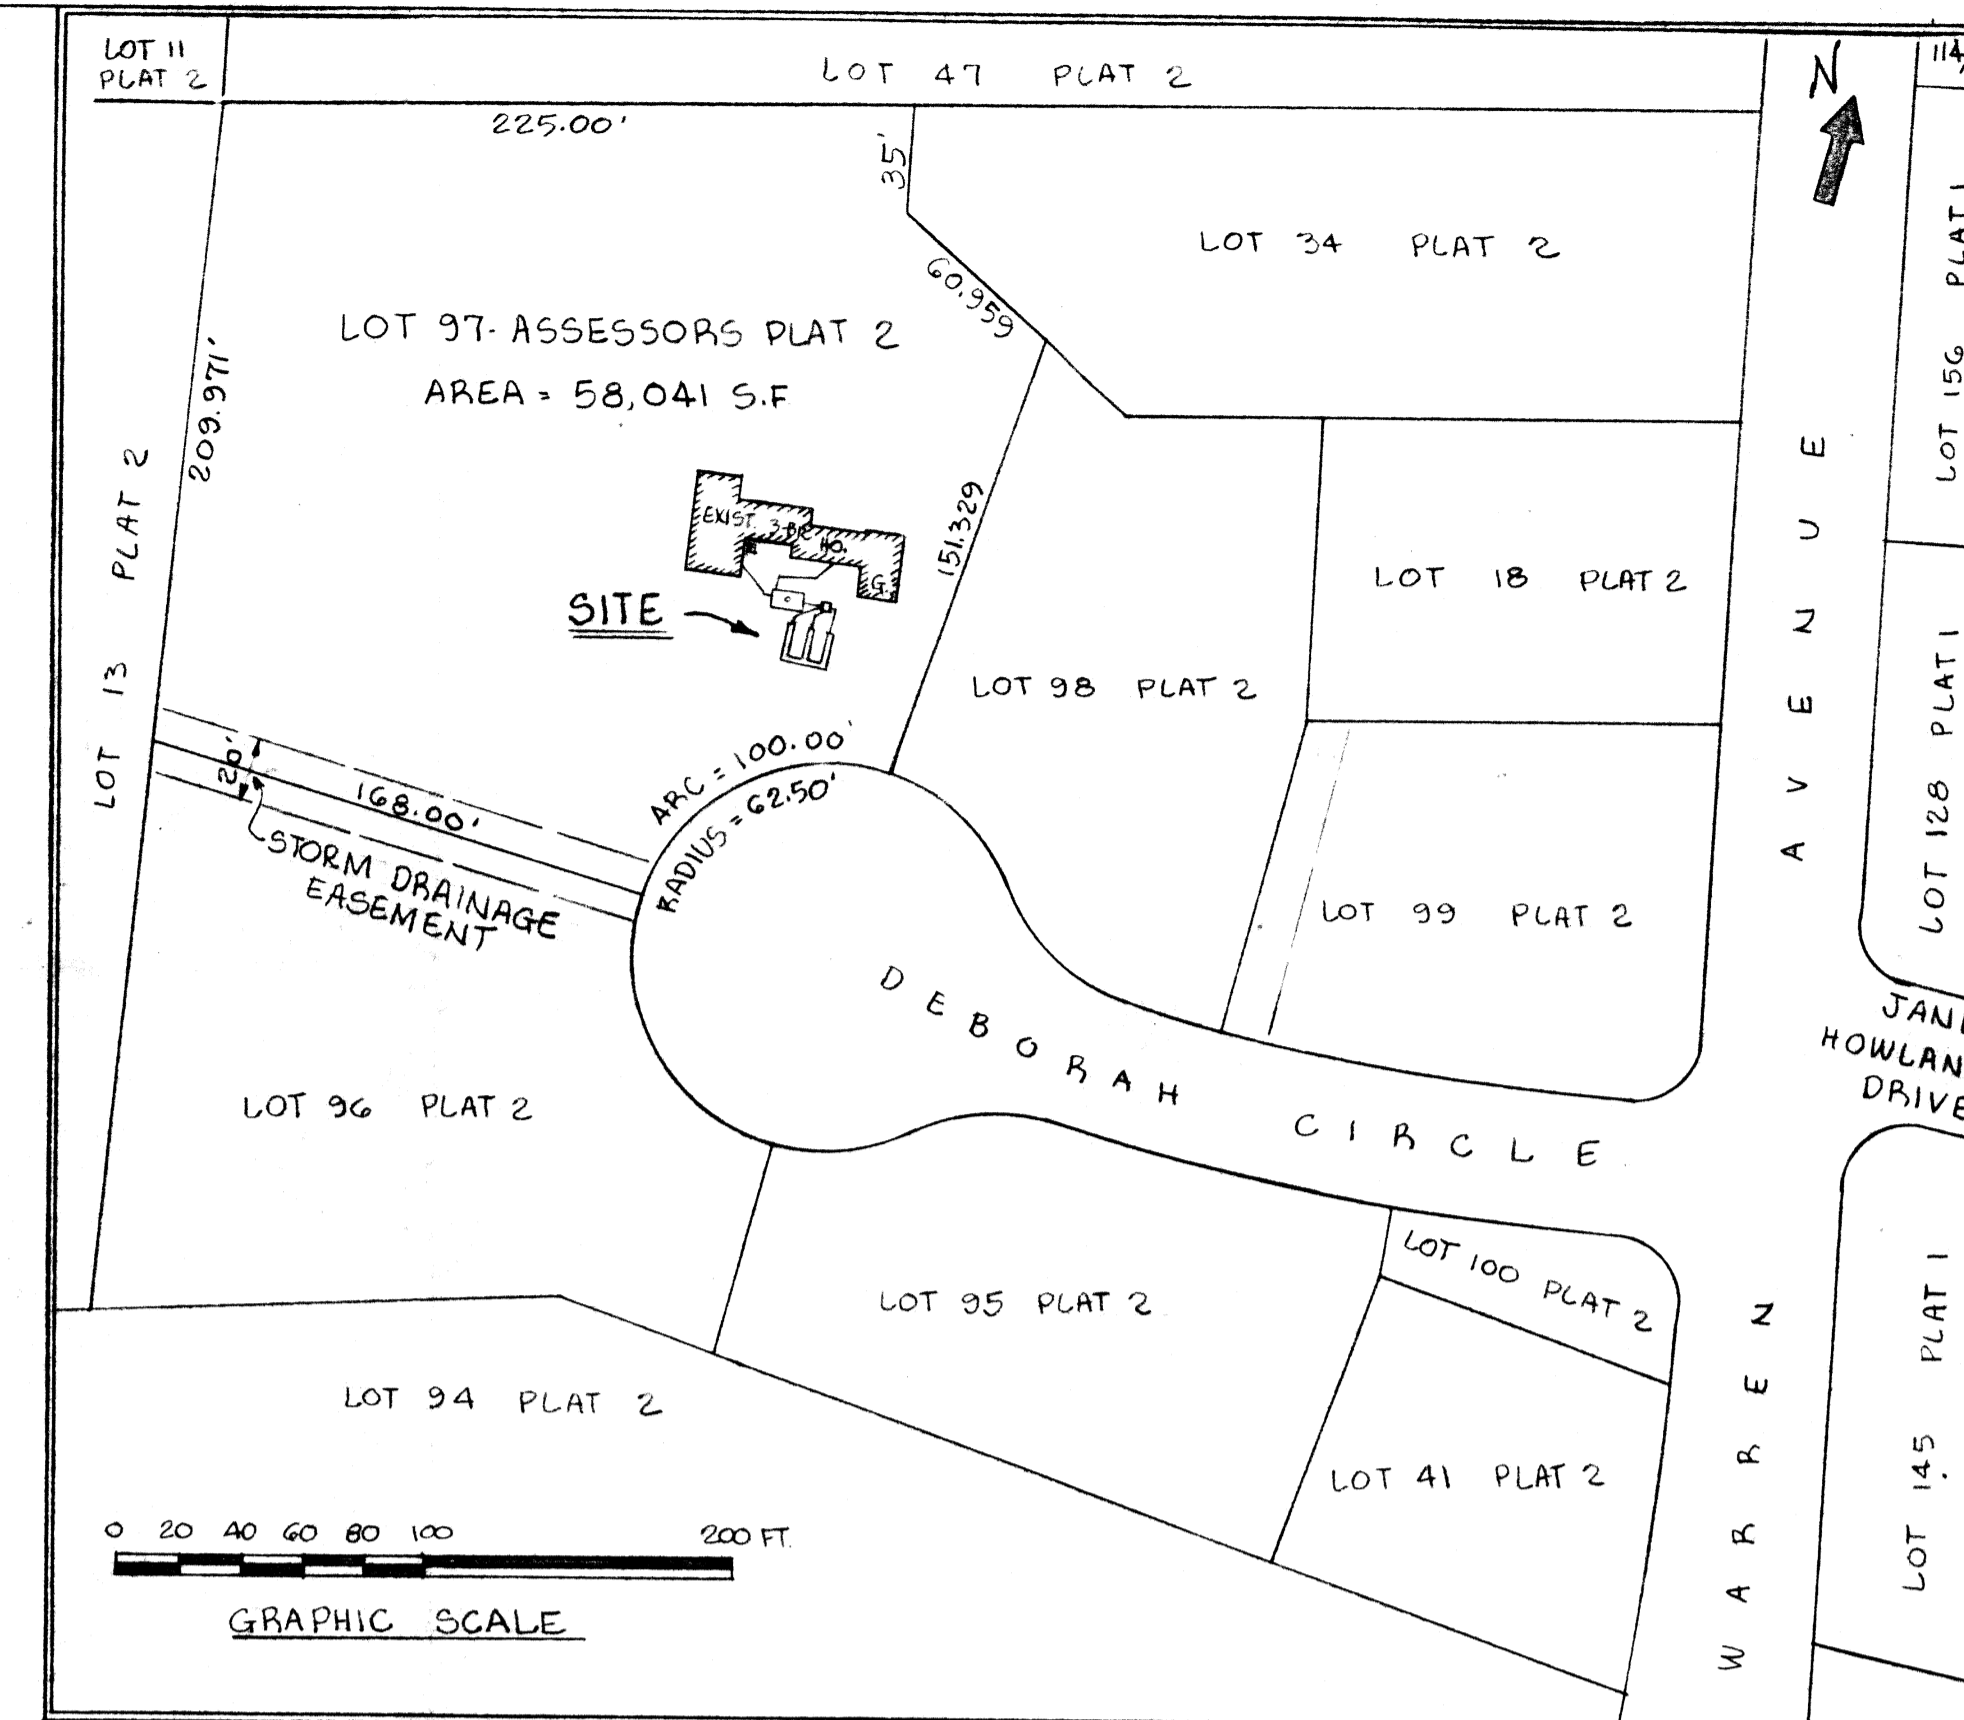 LOT 11
PLAT 2
LOT 47 PLAT 2
N
114
225.00'
35'
LOT 34 PLAT 2
60.959
LOT 156 PLAT 1
LOT 97- ASSESSORS PLAT 2
AREA = 58,041 S.F
209.971'
LOT 13 PLAT 2
EXIST. 3-BR
HO.
G.
SITE
151.329
LOT 18 PLAT 2
LOT 98 PLAT 2
LOT 128 PLAT 1
ARC = 100.00'
RADIUS = 62.50'
20'
168.00'
STORM DRAINAGE
EASEMENT
LOT 99 PLAT 2
DEBORAH CIRCLE
JAN
HOWLAN
DRIVE
LOT 96 PLAT 2
LOT 100 PLAT 2
LOT 95 PLAT 2
LOT 94 PLAT 2
LOT 41 PLAT 2
WARREN AVENUE
LOT 145 PLAT 1
0 20 40 60 80 100 200 FT.
GRAPHIC SCALE